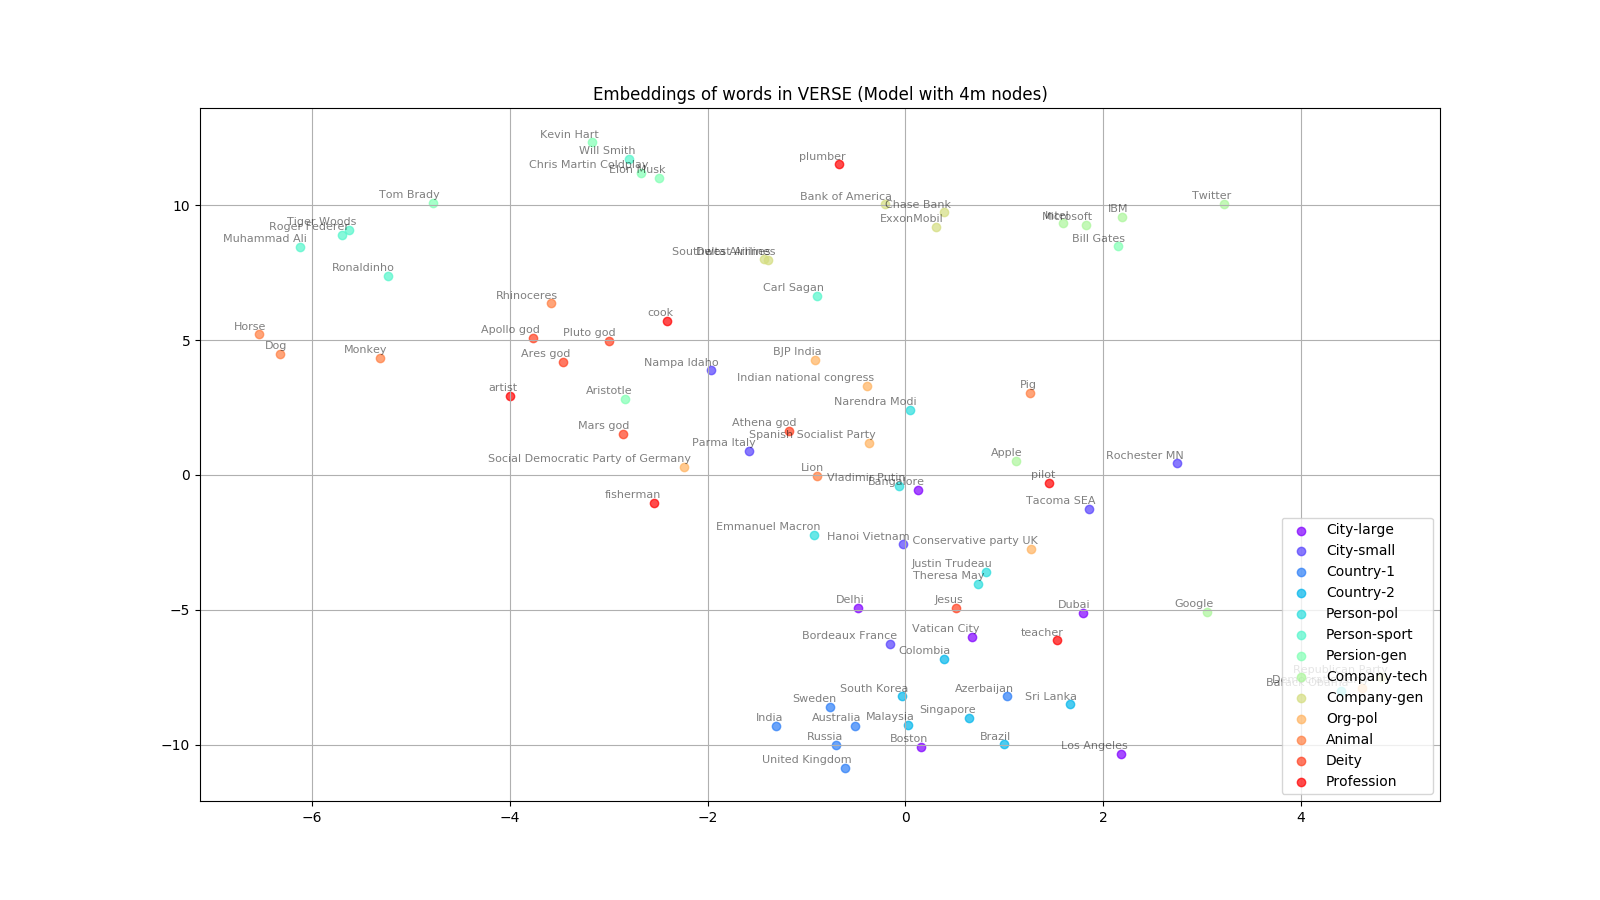 Embeddings of words in VERSE (Model with 4m nodes)
Kevin Hart
Will Smith
Chris Martin Coldplay
Elon Musk
plumber
Tom Brady
Bank of America
Chase Bank
ExxonMobil
Twitter
IBM
Intel
Microsoft
Bill Gates
Tiger Woods
Roger Federer
Muhammad Ali
Ronaldinho
Southwest Airlines
Delta Airlines
Carl Sagan
Rhinoceres
cook
Horse
Dog
Monkey
Apollo god
Pluto god
Ares god
Nampa Idaho
BJP India
Indian national congress
Narendra Modi
Pig
artist
Aristotle
Mars god
Athena god
Spanish Socialist Party
Parma Italy
Social Democratic Party of Germany
Apple
Rochester MN
Lion
Vladimir Putin
Bangalore
pilot
Tacoma SEA
fisherman
Emmanuel Macron
Hanoi Vietnam
Conservative party UK
Justin Trudeau
Theresa May
Delhi
Jesus
Dubai
Google
Vatican City
teacher
Bordeaux France
Colombia
Republican Party
South Korea
Azerbaijan
Sri Lanka
Sweden
Singapore
India
Australia
Malaysia
Russia
Boston
Brazil
Los Angeles
United Kingdom
10
5
0
−5
−10
−6
−4
−2
0
2
4
City-large
City-small
Country-1
Country-2
Person-pol
Person-sport
Persion-gen
Company-tech
Company-gen
Org-pol
Animal
Deity
Profession